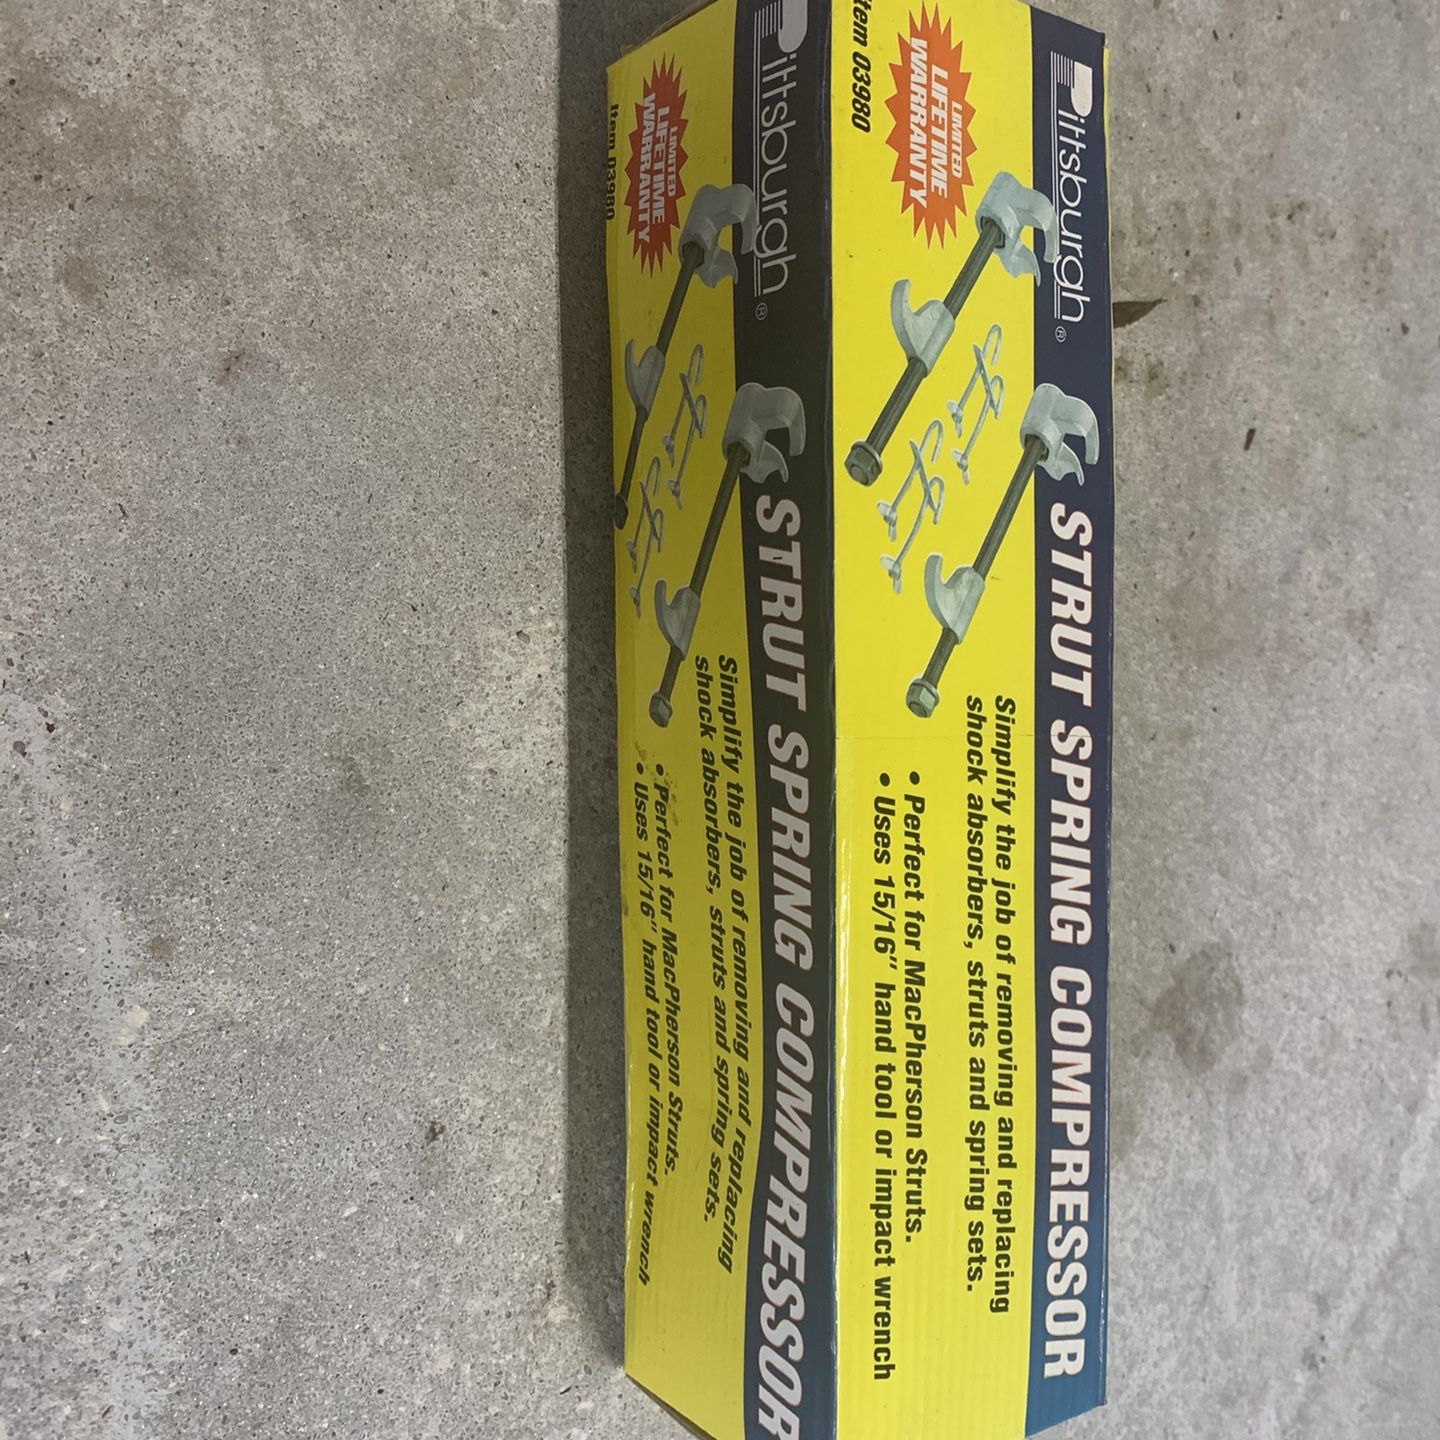 Pittsburgh®
STRUT SPRING COMPRESSOR
LIMITED
LIFETIME
WARRANTY
Item 03980
Simplify the job of removing and replacing
shock absorbers, struts and spring sets.
• Perfect for MacPherson Struts.
• Uses 15/16" hand tool or impact wrench
Pittsburgh®
STRUT SPRING COMPRESSOR
LIMITED
LIFETIME
WARRANTY
Item 03980
Simplify the job of removing and replacing
shock absorbers, struts and spring sets.
• Perfect for MacPherson Struts.
• Uses 15/16" hand tool or impact wrench